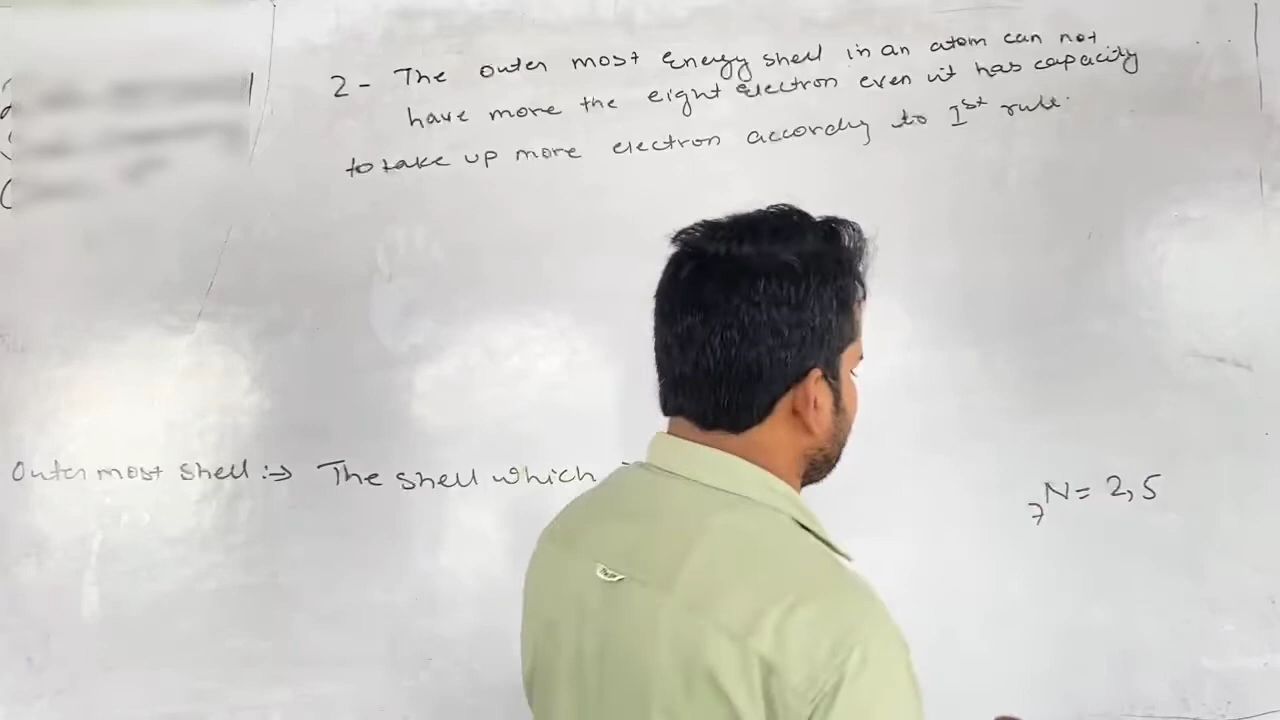 2- The outer most Energy shell in an atom can not
have more the eight electron even it has capacity
to take up more electron accordy to Ist rule.
Outer most shell :→ The shell which
7N = 2,5